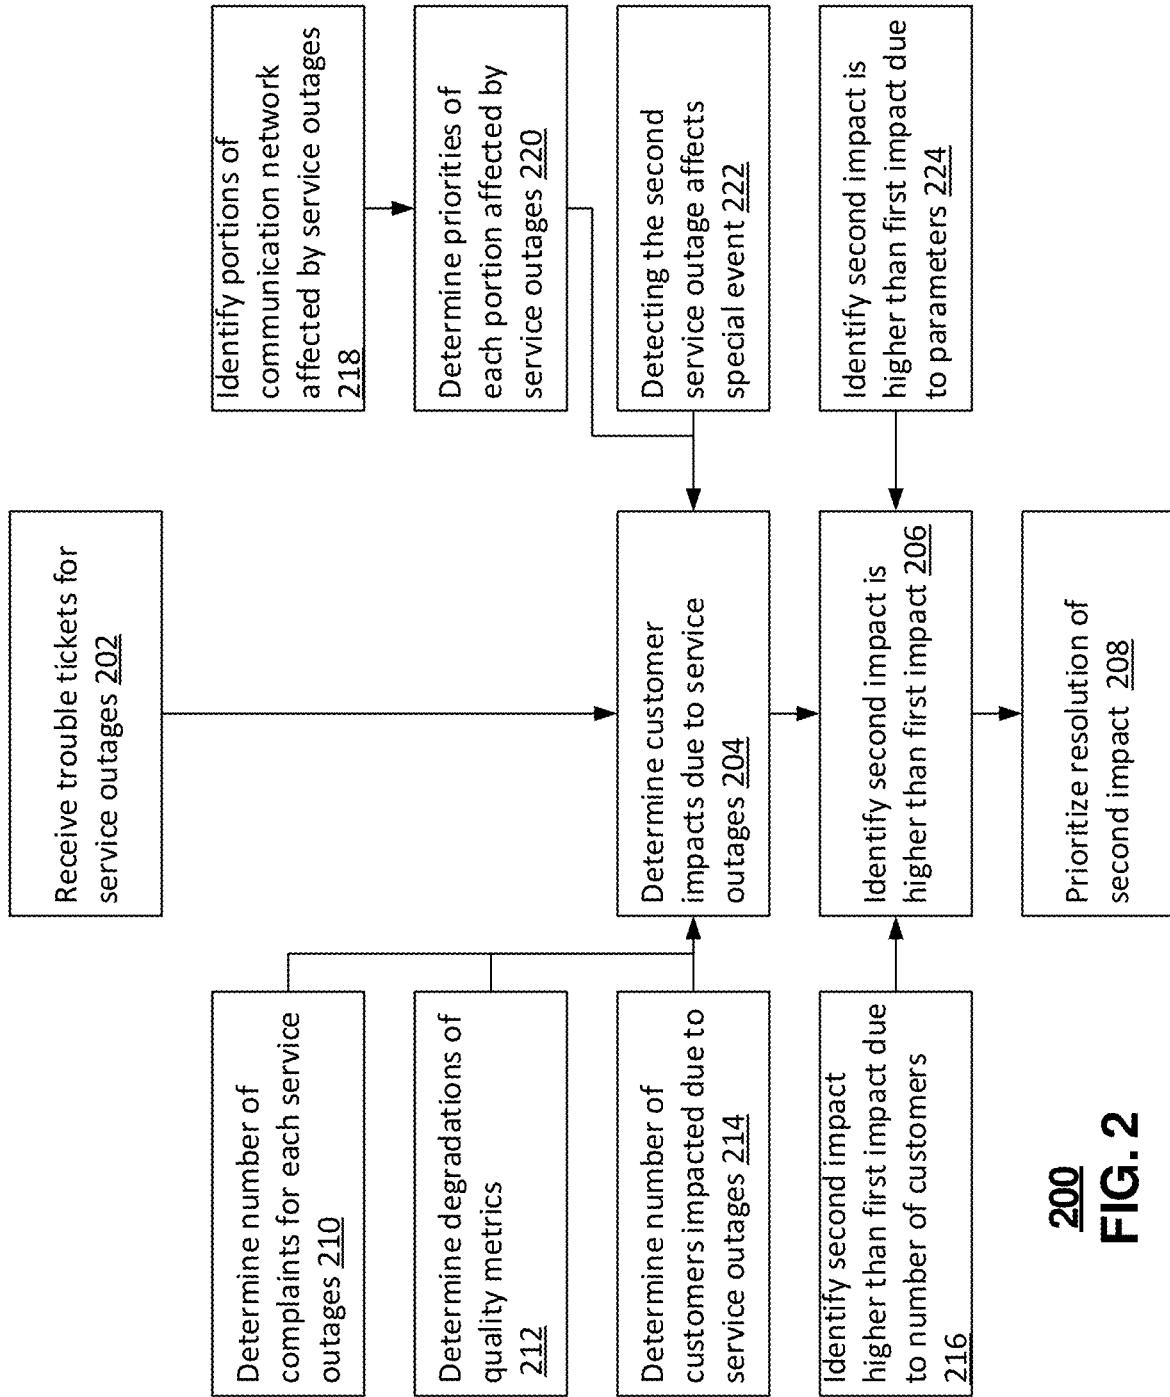 Receive trouble tickets for
service outages 202
Determine number of
complaints for each service
outages 210
Determine degradations of
quality metrics
212
Determine number of
customers impacted due to
service outages 214
Identify second impact
higher than first impact due
to number of customers
216
Determine customer
impacts due to service
outages 204
Identify second impact is
higher than first impact 206
Prioritize resolution of
second impact 208
Identify portions of
communication network
affected by service outages
218
Determine priorities of
each portion affected by
service outages 220
Detecting the second
service outage affects
special event 222
Identify second impact is
higher than first impact due
to parameters 224
200
FIG. 2